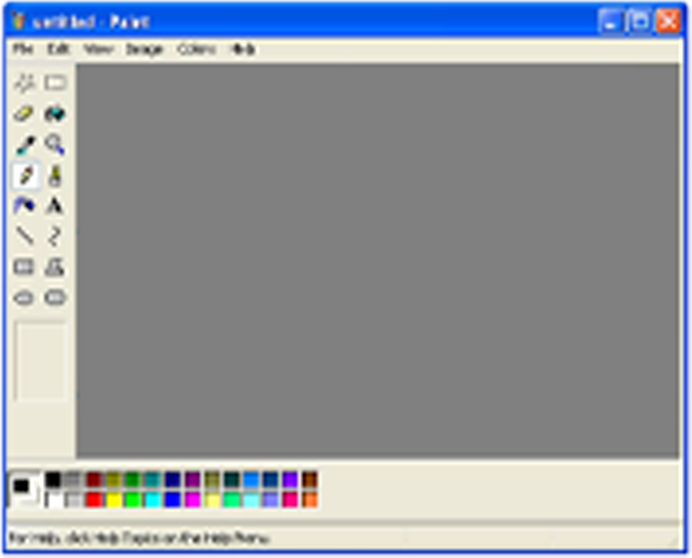 untitled - Paint
File Edit View Image Colors Help
A
For Help, click Help Topics on the Help Menu.